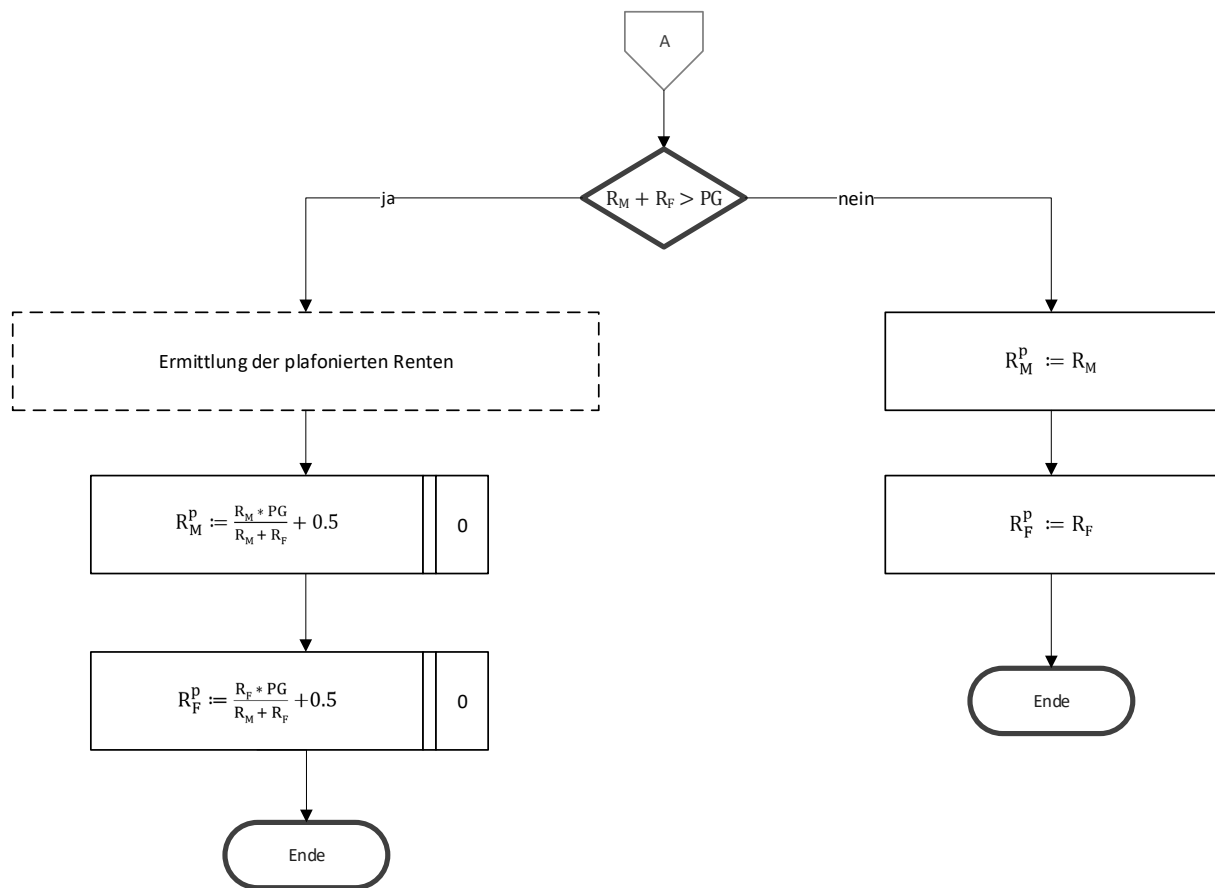 A
R_M + R_F > PG
ja
nein
Ermittlung der plafonierten Renten
R_M^p := R_M
R_M^p := (R_M * PG)/(R_M + R_F) + 0.5
0
R_F^p := R_F
R_F^p := (R_F * PG)/(R_M + R_F) +0.5
0
Ende
Ende